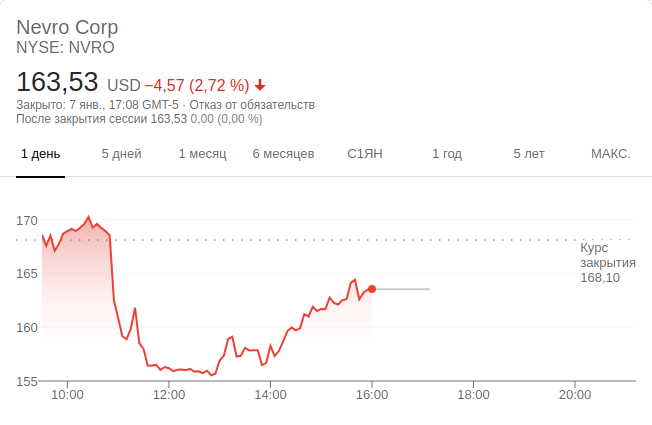 Nevro Corp
NYSE: NVRO
163,53 USD −4,57 (2,72 %)
Закрыто: 7 янв., 17:08 GMT-5 · Отказ от обязательств
После закрытия сессии 163,53 0,00 (0,00 %)
1 день 5 дней 1 месяц 6 месяцев С1ЯН 1 год 5 лет МАКС.
170
165
160
155
Курс
закрытия
168,10
10:00 12:00 14:00 16:00 18:00 20:00